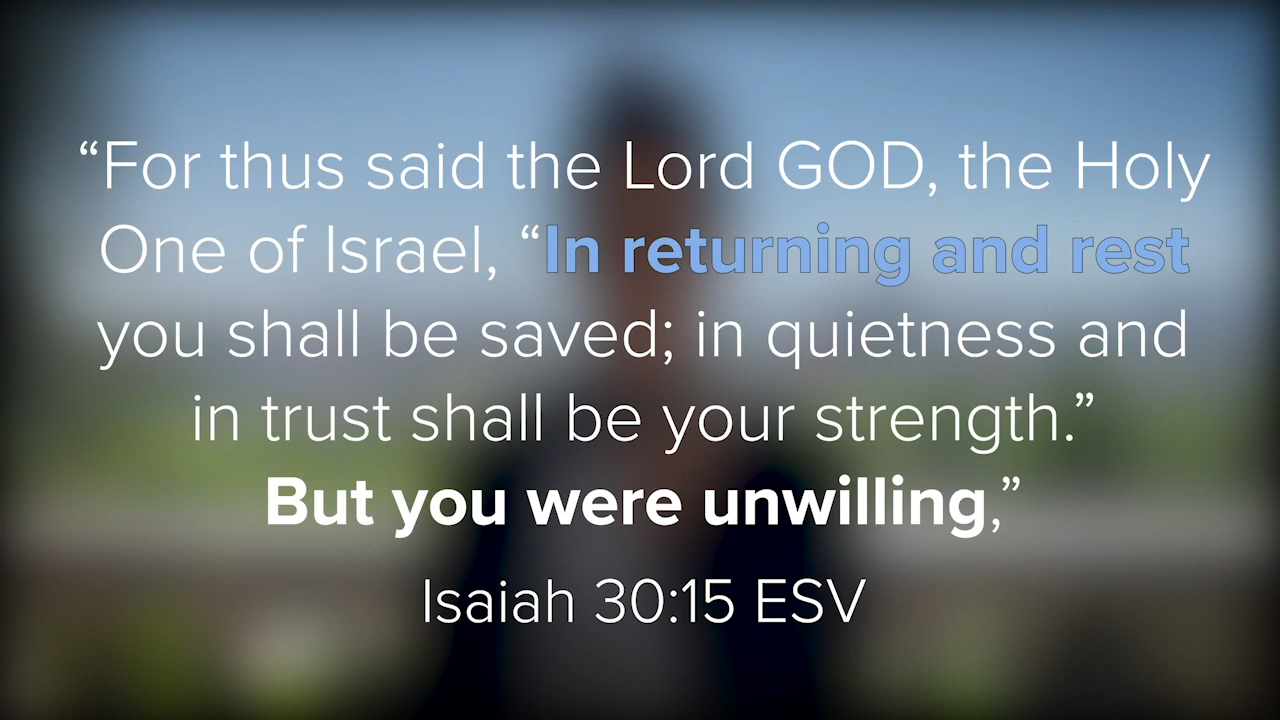 “For thus said the Lord GOD, the Holy
One of Israel, “In returning and rest
you shall be saved; in quietness and
in trust shall be your strength.”
But you were unwilling,”
Isaiah 30:15 ESV